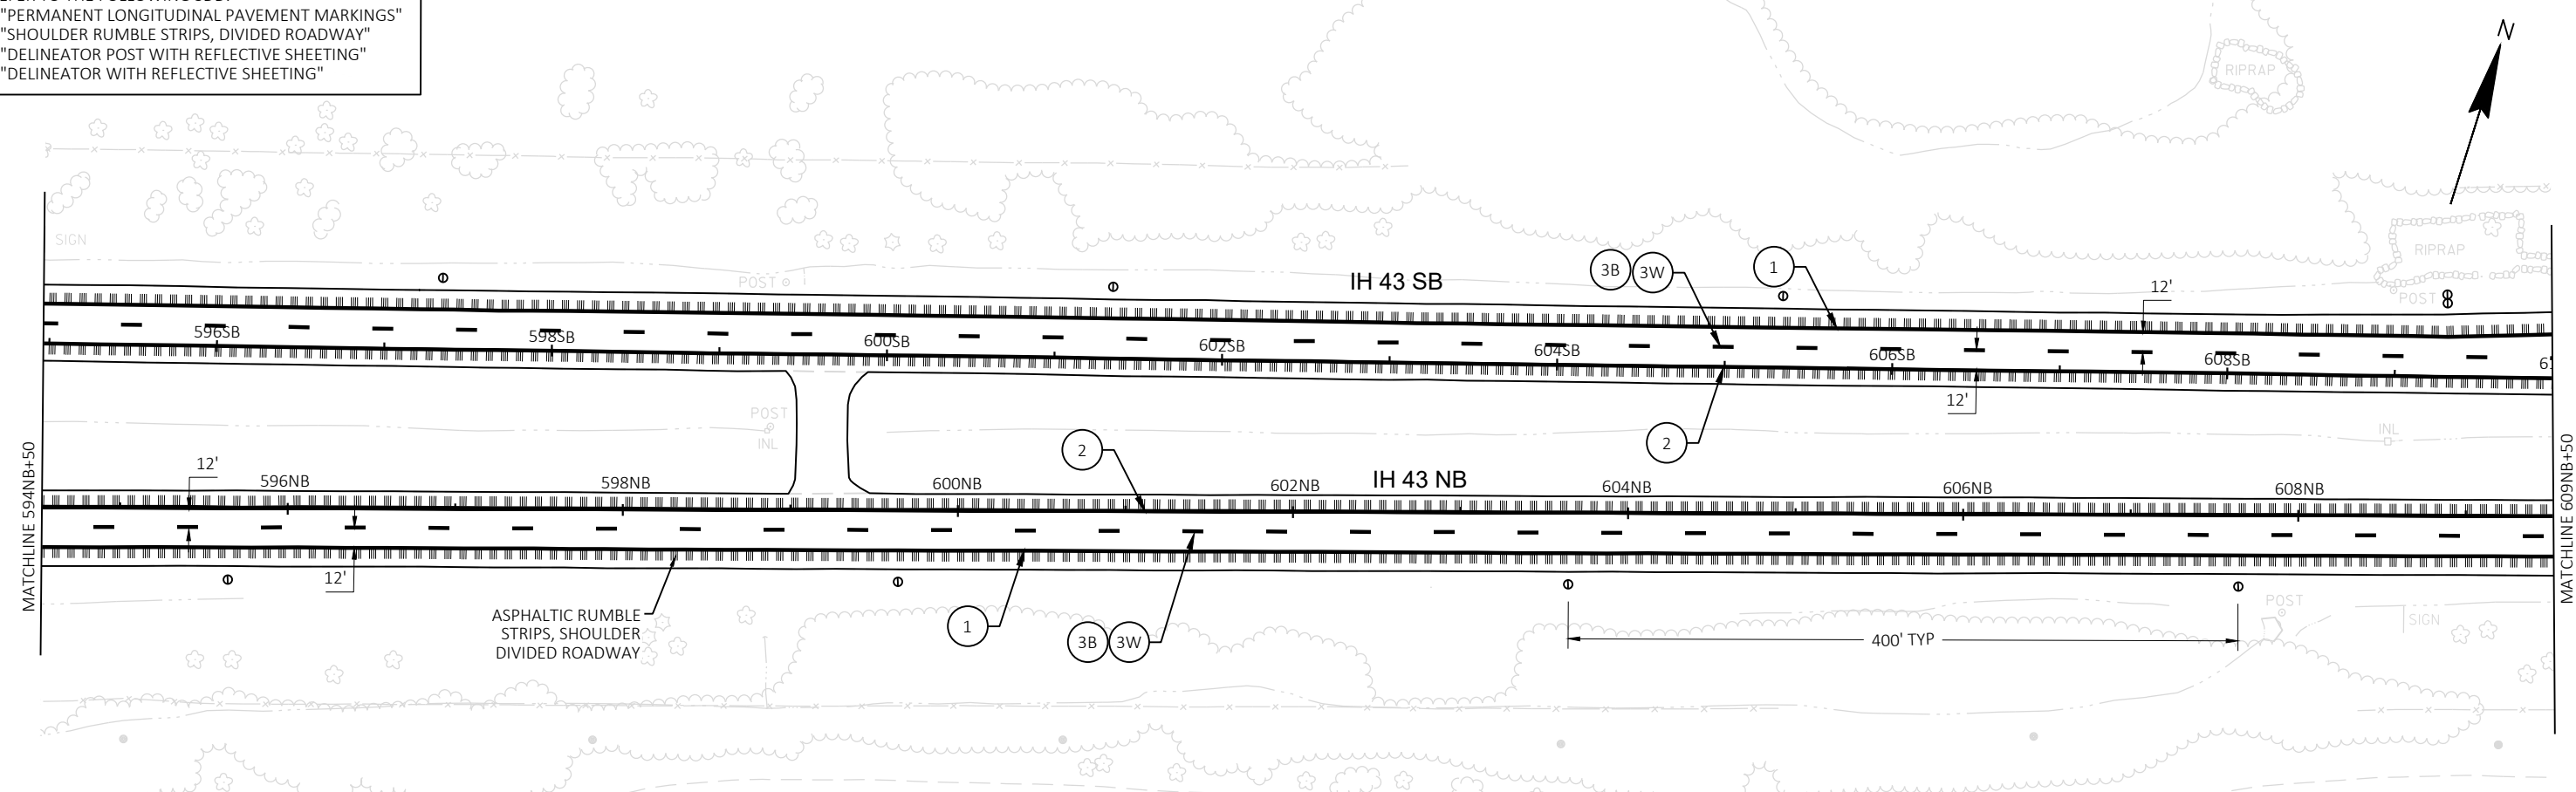 "PERMANENT LONGITUDINAL PAVEMENT MARKINGS"
"SHOULDER RUMBLE STRIPS, DIVIDED ROADWAY"
"DELINEATOR POST WITH REFLECTIVE SHEETING"
"DELINEATOR WITH REFLECTIVE SHEETING"
N
RIPRAP
SIGN
RIPRAP
POST
IH 43 SB
3B 3W
1
12'
POST
596SB
598SB
600SB
602SB
604SB
606SB
608SB
12'
POST
INL
2
2
INL
MATCHLINE 594NB+50
MATCHLINE 609NB+50
12'
596NB
598NB
600NB
602NB
IH 43 NB
604NB
606NB
608NB
12'
ASPHALTIC RUMBLE
STRIPS, SHOULDER
DIVIDED ROADWAY
1
3B 3W
400' TYP
POST
SIGN